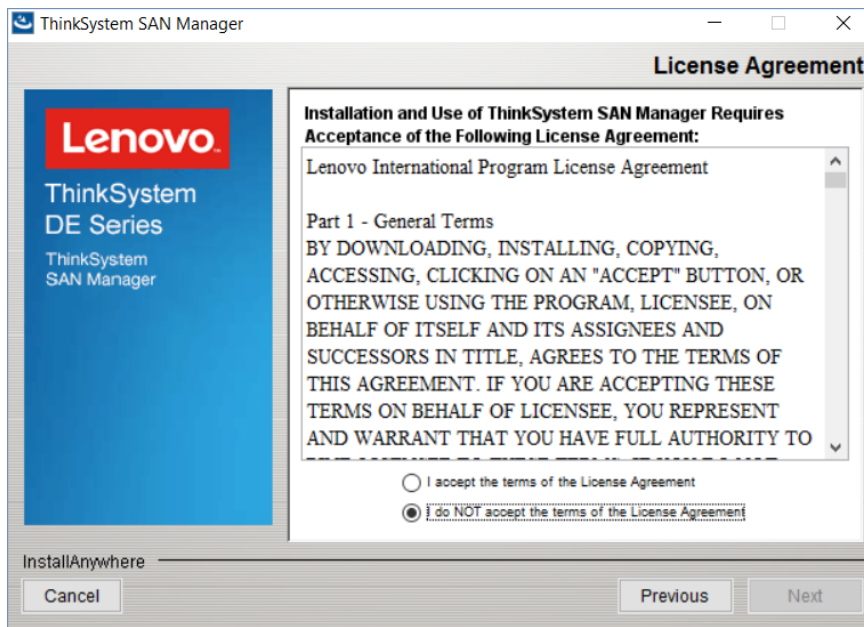 ThinkSystem SAN Manager
License Agreement
Lenovo
ThinkSystem
DE Series
ThinkSystem
SAN Manager
Installation and Use of ThinkSystem SAN Manager Requires
Acceptance of the Following License Agreement:
Lenovo International Program License Agreement
Part 1 - General Terms
BY DOWNLOADING, INSTALLING, COPYING,
ACCESSING, CLICKING ON AN "ACCEPT" BUTTON, OR
OTHERWISE USING THE PROGRAM, LICENSEE, ON
BEHALF OF ITSELF AND ITS ASSIGNEES AND
SUCCESSORS IN TITLE, AGREES TO THE TERMS OF
THIS AGREEMENT. IF YOU ARE ACCEPTING THESE
TERMS ON BEHALF OF LICENSEE, YOU REPRESENT
AND WARRANT THAT YOU HAVE FULL AUTHORITY TO
I accept the terms of the License Agreement
I do NOT accept the terms of the License Agreement
InstallAnywhere
Cancel
Previous
Next